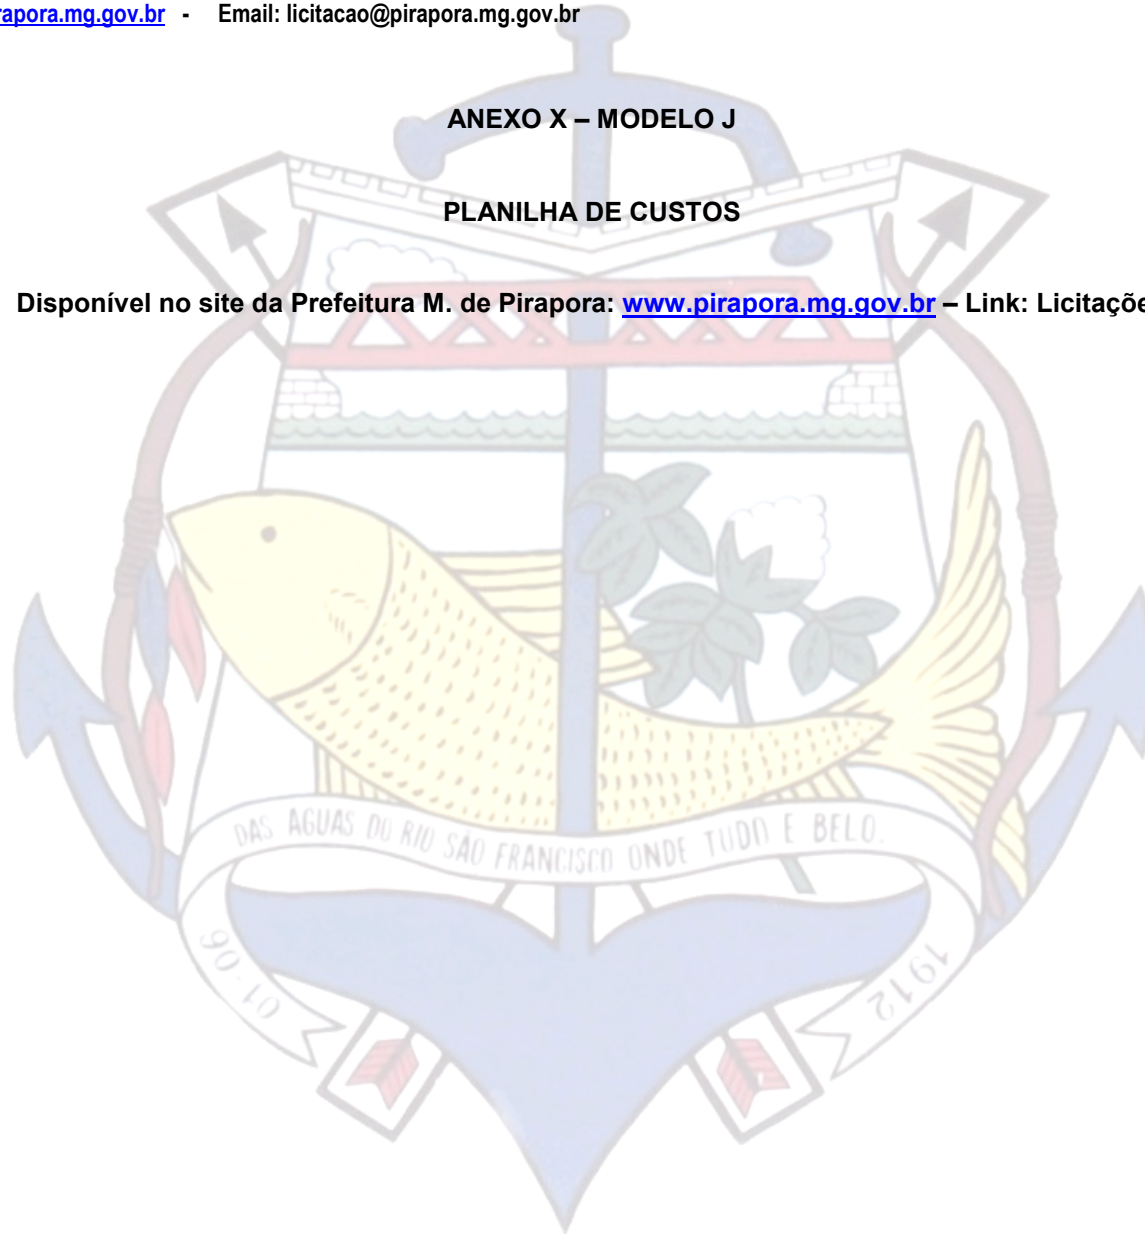 rapora.mg.gov.br - Email: licitacao@pirapora.mg.gov.br
ANEXO X – MODELO J
PLANILHA DE CUSTOS
Disponível no site da Prefeitura M. de Pirapora: www.pirapora.mg.gov.br – Link: Licitaçõe
DAS AGUAS DO RIO SÃO FRANCISCO ONDE TUDO E BELO.
01-06
1912